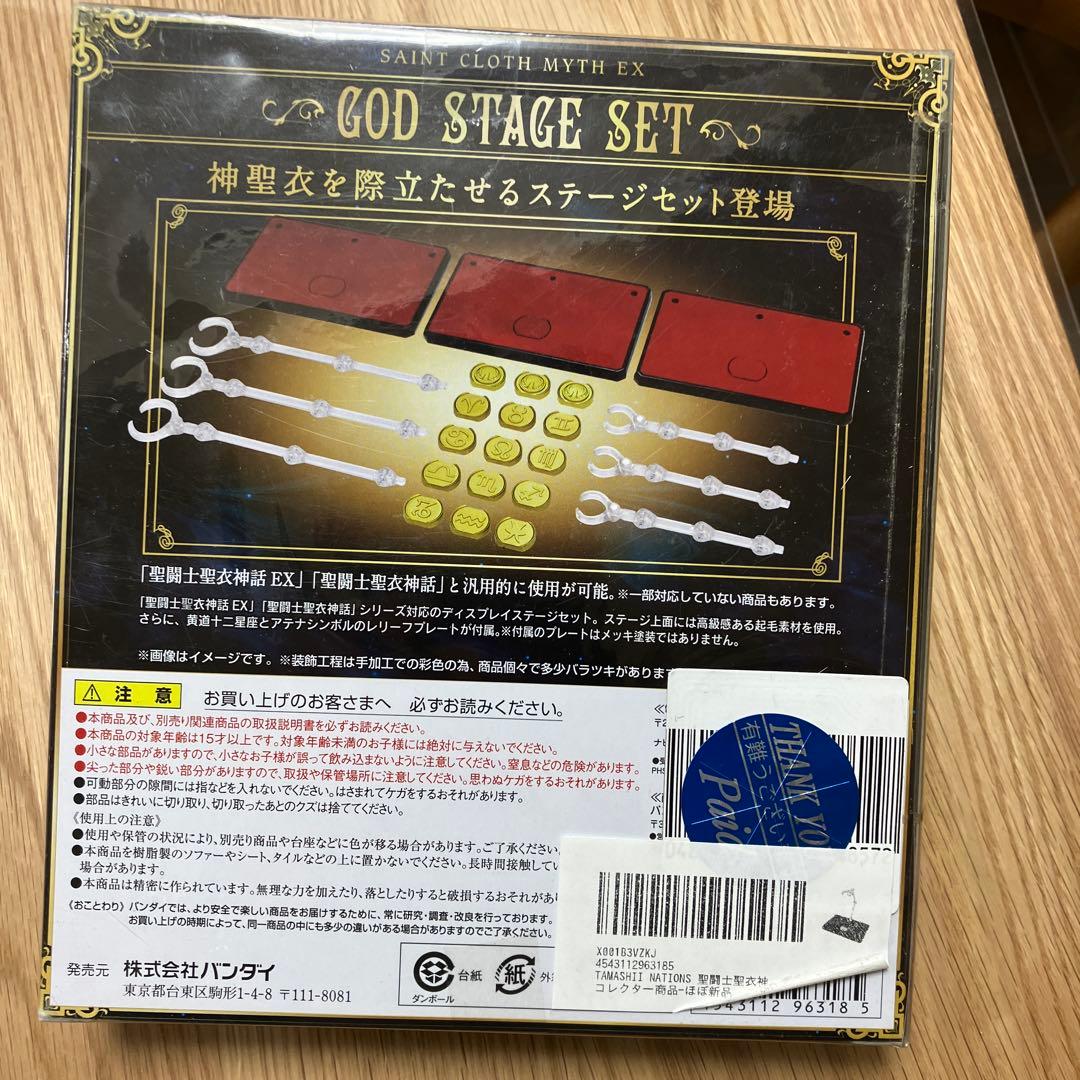 SAINT CLOTH MYTH EX
GOD STAGE SET
神聖衣を際立たせるステージセット登場
「聖闘士聖衣神話EX」「聖闘士聖衣神話」と汎用的に使用が可能。※一部対応していない商品もあります。
「聖闘士聖衣神話EX」「聖闘士聖衣神話」シリーズ対応のディスプレイステージセット。ステージ上面には高級感ある起毛素材を使用。
さらに、黄道十二星座とアテナシンボルのレリーフプレートが付属。※付属のプレートはメッキ塗装ではありません。
※画像はイメージです。※装飾工程は手加工での彩色の為、商品個々で多少バラツキがあります
注意 お買い上げのお客さまへ 必ずお読みください。
●本商品及び、別売り関連商品の取扱説明書を必ずお読みください。
●本商品の対象年齢は15才以上です。対象年齢未満のお子様には絶対に与えないでください。
●小さな部品がありますので、小さなお子様が誤って飲み込まないように注意してください。窒息などの危険があります。
●尖った部分や鋭い部分がありますので、取扱や保管場所に注意してください。思わぬケガをするおそれがあります。
●可動部分の隙間には指などを入れないでください。はさまれてケガをするおそれがあります。
●部品はきれいに切り取り、切り取ったあとのクズは捨ててください。
《使用上の注意》
●使用や保管の状況により、別売り商品や台座などに色が移る場合があります。ご了承ください。
●本商品を樹脂製のソファーやシート、タイルなどの上に置かないでください。長時間接触してい
場合があります。
●本商品は精密に作られています。無理な力を加えたり、落としたりすると破損するおそれがあ
《おことわり》バンダイでは、より安全で楽しい商品をお届けするために、常に研究・調査・改良を行っております。
お買い上げの時期によって、同一商品の中にも多少の違いがある場合がありますのでご了承ください。
発売元 株式会社バンダイ
東京都台東区駒形1-4-8 〒111-8081
台紙
ダンボール
紙
THANK YO
有難うござい
Paid
X001B3VZKJ
4543112963185
TAMASHII NATIONS 聖闘士聖衣神
コレクター商品-ほぼ新品
543112 96318 5